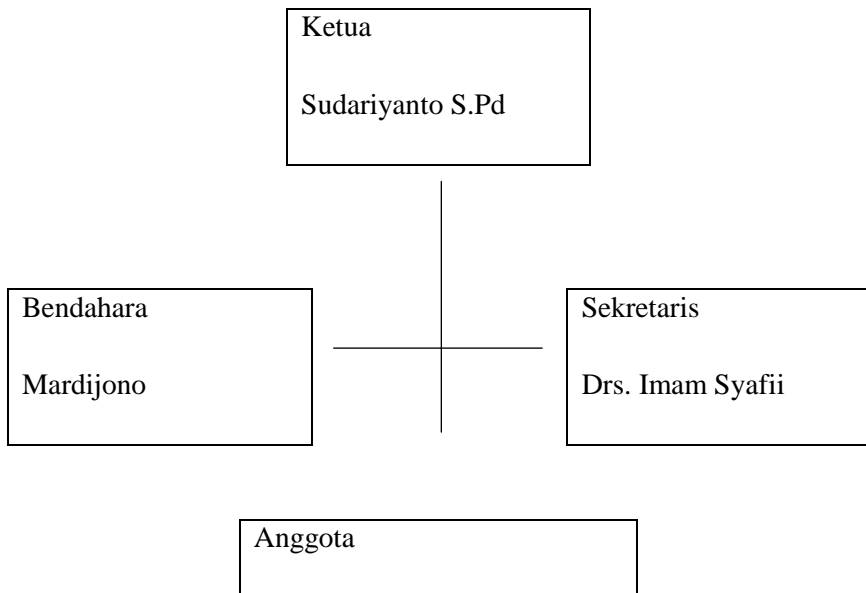 Ketua
Sudariyanto S.Pd
Bendahara
Mardijono
Sekretaris
Drs. Imam Syafii
Anggota